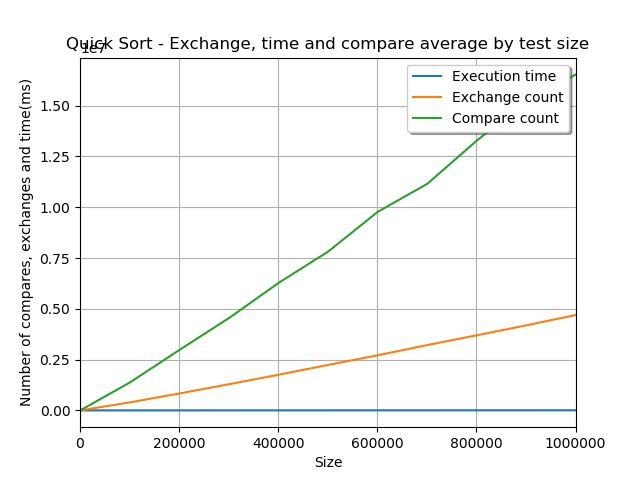 Quick Sort - Exchange, time and compare average by test size
1e7
Execution time
Exchange count
Compare count
Number of compares, exchanges and time(ms)
1.50
1.25
1.00
0.75
0.50
0.25
0.00
0 200000 400000 600000 800000 1000000
Size